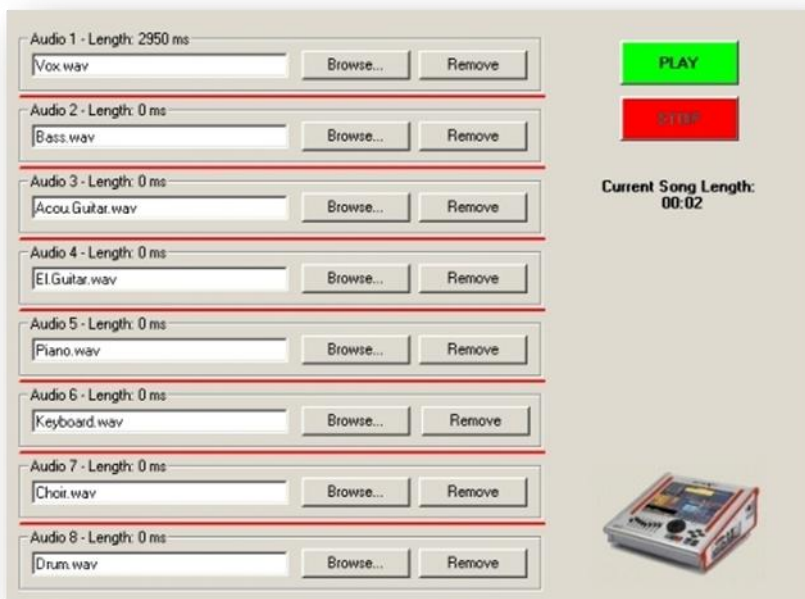 Audio 1 - Length: 2950 ms
Vox.wav Browse... Remove
PLAY
Audio 2 - Length: 0 ms
Bass.wav Browse... Remove
STOP
Audio 3 - Length: 0 ms
Acou.Guitar.wav Browse... Remove
Current Song Length:
00:02
Audio 4 - Length: 0 ms
El.Guitar.wav Browse... Remove
Audio 5 - Length: 0 ms
Piano.wav Browse... Remove
Audio 6 - Length: 0 ms
Keyboard.wav Browse... Remove
Audio 7 - Length: 0 ms
Choir.wav Browse... Remove
Audio 8 - Length: 0 ms
Drum.wav Browse... Remove